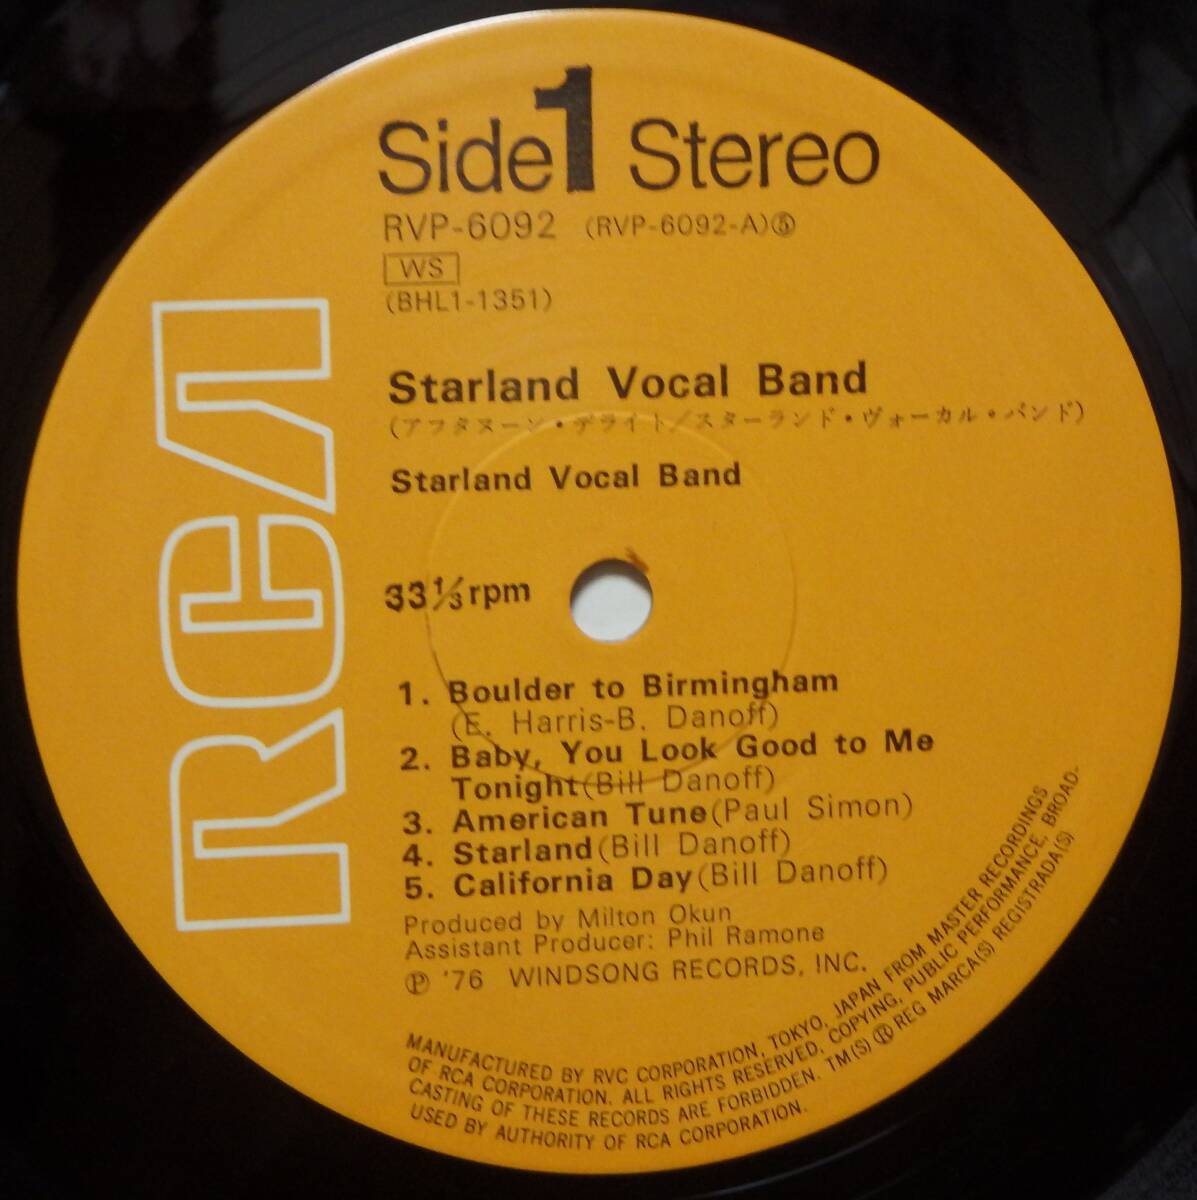 Side 1 Stereo
RVP-6092 (RVP-6092-A)⑤
WS
(BHL1-1351)
RCA
Starland Vocal Band
(アフタヌーン・デライト/スターランド・ヴォーカル・バンド)
Starland Vocal Band
33⅓ rpm
1. Boulder to Birmingham
(E. Harris-B. Danoff)
2. Baby, You Look Good to Me
Tonight (Bill Danoff)
3. American Tune (Paul Simon)
4. Starland (Bill Danoff)
5. California Day (Bill Danoff)
Produced by Milton Okun
Assistant Producer: Phil Ramone
℗ '76 WINDSONG RECORDS, INC.
MANUFACTURED BY RVC CORPORATION, TOKYO, JAPAN FROM MASTER RECORDINGS
OF RCA CORPORATION. ALL RIGHTS RESERVED, COPYING, PUBLIC PERFORMANCE, BROAD-
CASTING OF THESE RECORDS ARE FORBIDDEN. TM(S) ® REG MARCA(S) REGISTRADA(S)
USED BY AUTHORITY OF RCA CORPORATION.